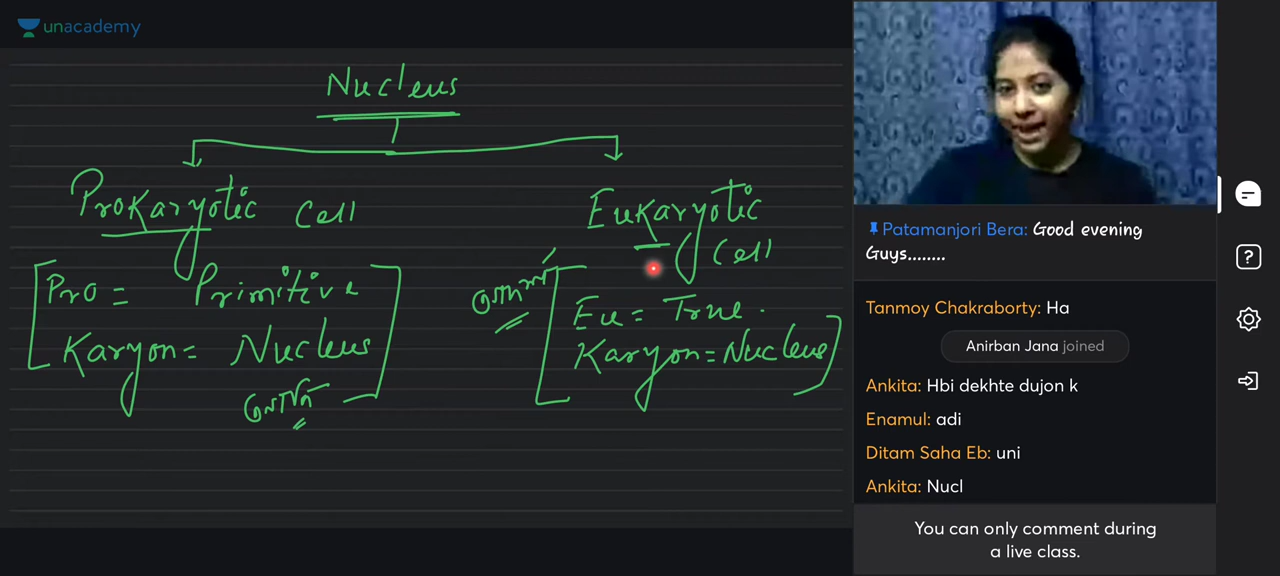 unacademy
Nucleus
Prokaryotic cell
Eukaryotic
Cell
Pro = Primitive
Karyon = Nucleus
Eu = True.
Karyon = Nucleus
Patamanjori Bera: Good evening
Guys........
Tanmoy Chakraborty: Ha
Anirban Jana joined
Ankita: Hbi dekhte dujon k
Enamul: adi
Ditam Saha Eb: uni
Ankita: Nucl
You can only comment during
a live class.